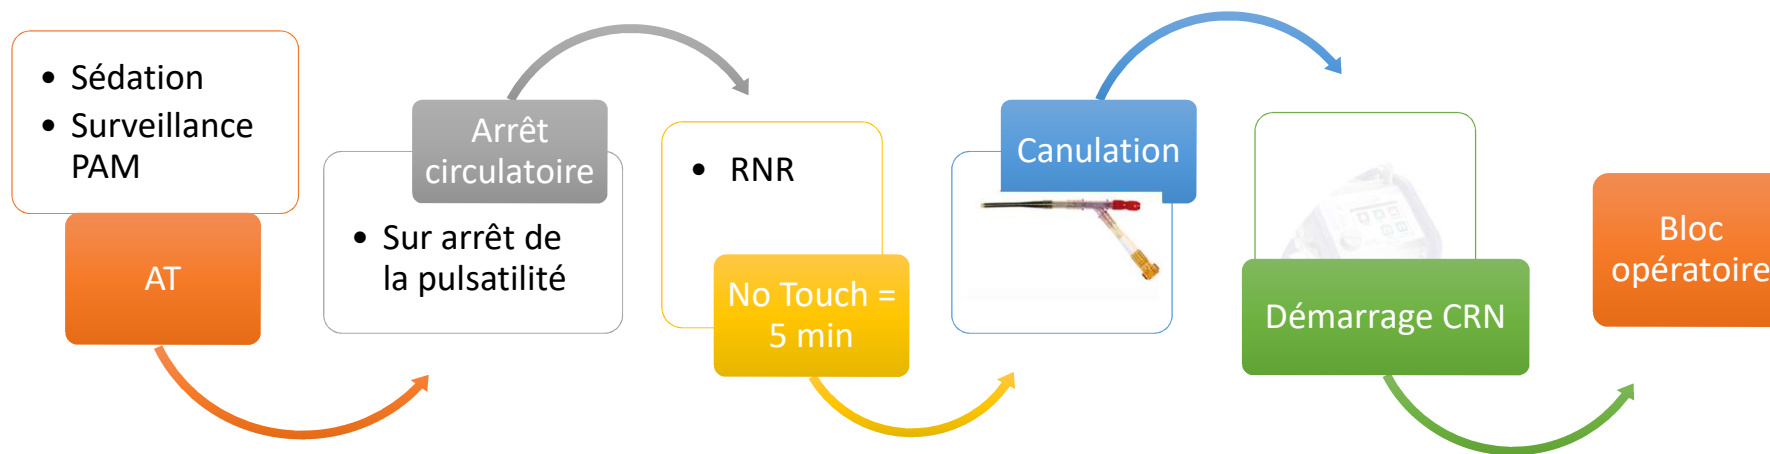 • Sédation
• Surveillance
PAM
AT
Arrêt
circulatoire
• Sur arrêt de
la pulsatilité
• RNR
No Touch =
5 min
Canulation
Démarrage CRN
Bloc
opératoire